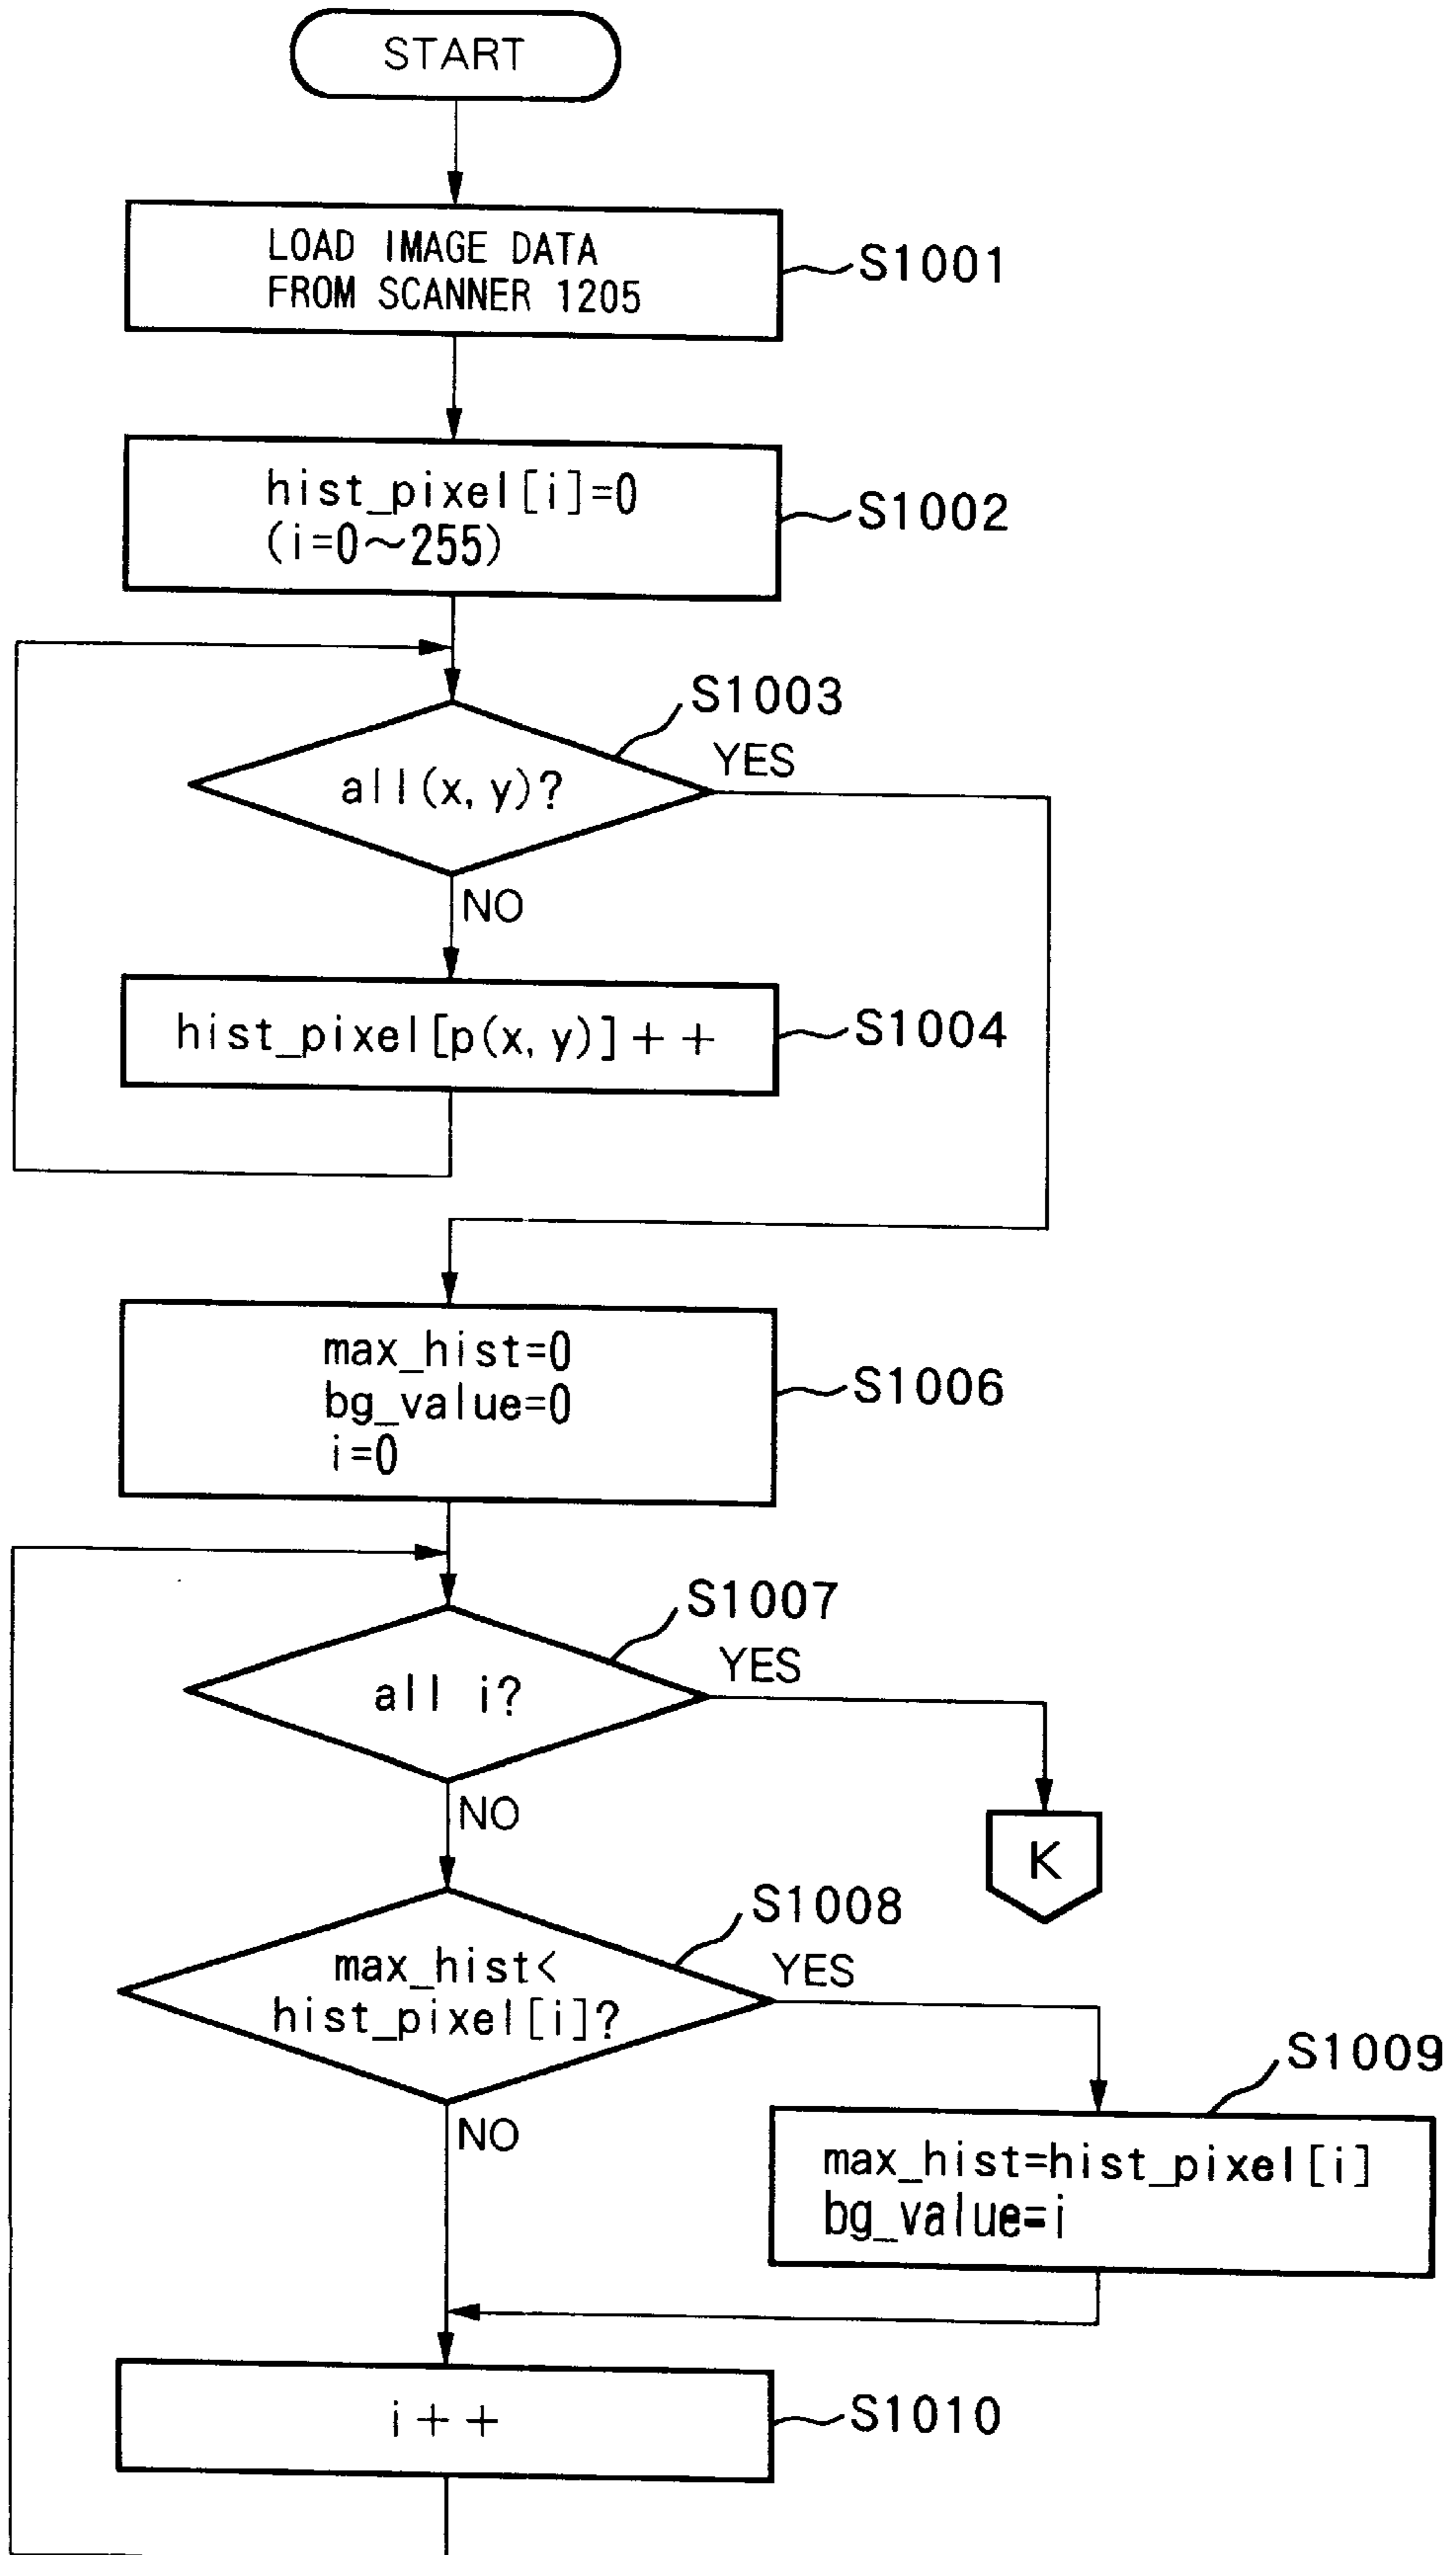 START
LOAD IMAGE DATA
FROM SCANNER 1205
S1001
hist_pixel[i]=0
(i=0~255)
S1002
S1003
all(x, y)?
YES
NO
hist_pixel[p(x, y)]++
S1004
max_hist=0
bg_value=0
i=0
S1006
S1007
all i?
YES
NO
K
S1008
max_hist<
hist_pixel[i]?
YES
NO
S1009
max_hist=hist_pixel[i]
bg_value=i
i++
S1010